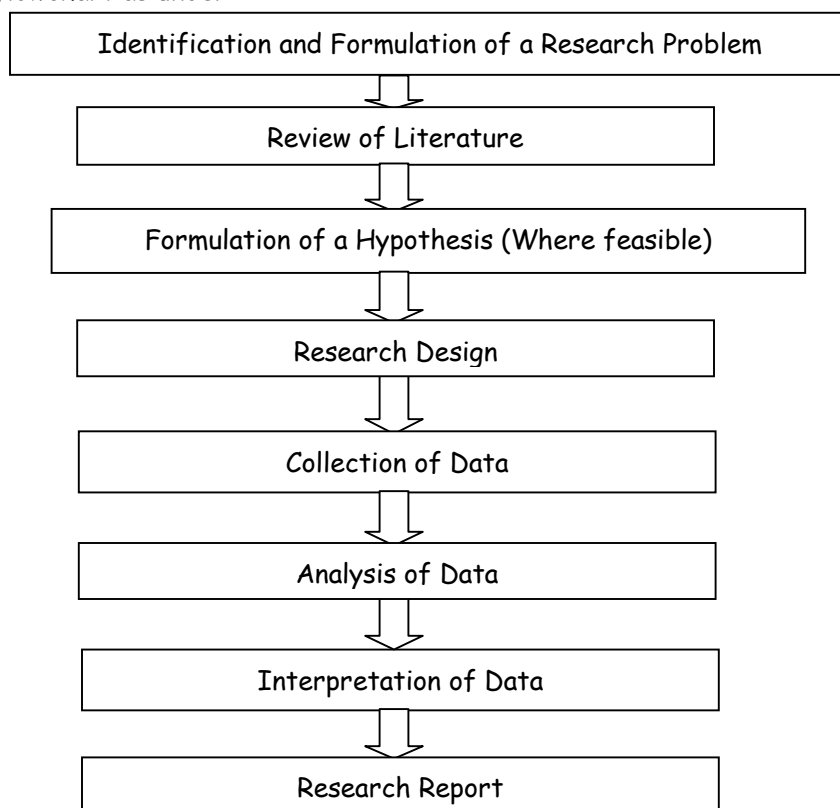 Identification and Formulation of a Research Problem
Review of Literature
Formulation of a Hypothesis (Where feasible)
Research Design
Collection of Data
Analysis of Data
Interpretation of Data
Research Report